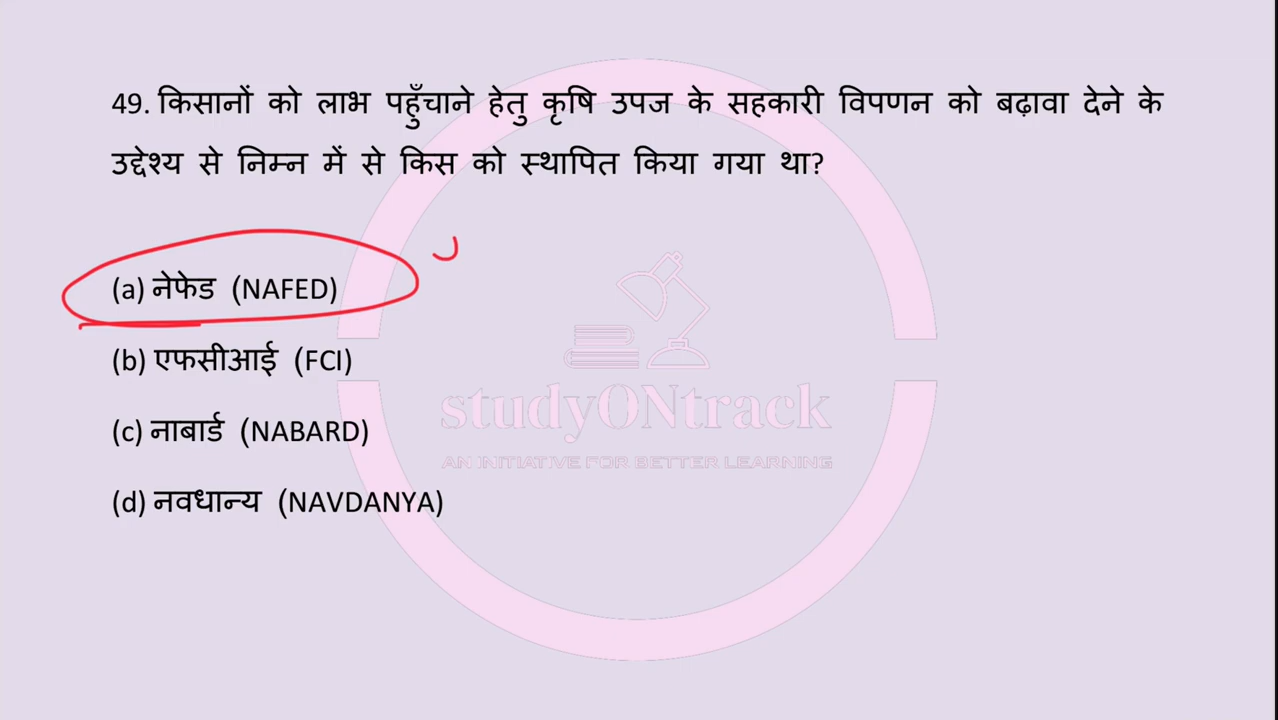 49. किसानों को लाभ पहुँचाने हेतु कृषि उपज के सहकारी विपणन को बढ़ावा देने के
उद्देश्य से निम्न में से किस को स्थापित किया गया था?
(a) नेफेड (NAFED)
(b) एफसीआई (FCI)
(c) नाबार्ड (NABARD)
(d) नवधान्य (NAVDANYA)
studyONtrack
AN INITIATIVE FOR BETTER LEARNING